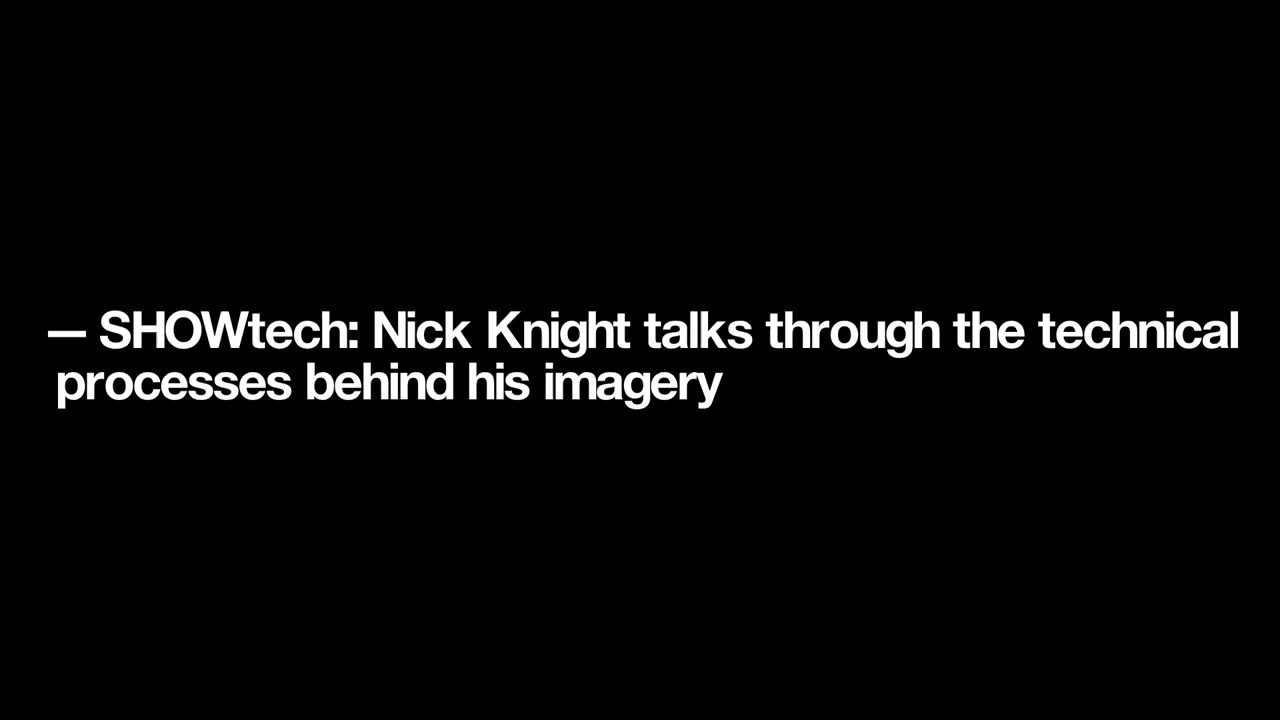 — SHOWtech: Nick Knight talks through the technical
processes behind his imagery